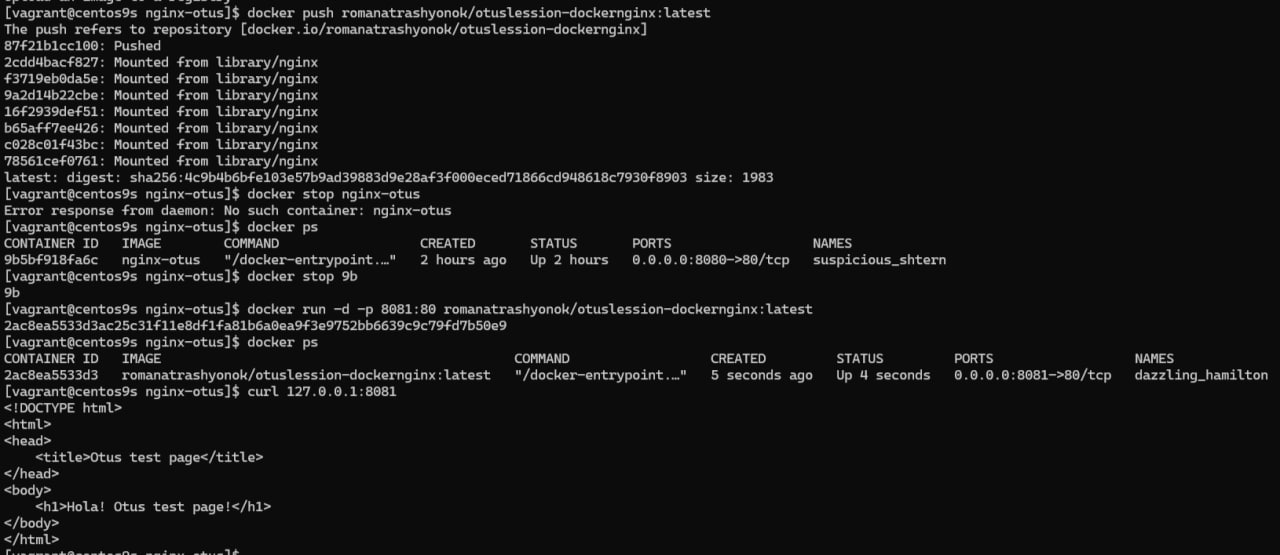 [vagrant@centos9s nginx-otus]$ docker push romanatrashyonok/otuslession-dockernginx:latest
The push refers to repository [docker.io/romanatrashyonok/otuslession-dockernginx]
87f21b1cc100: Pushed
2cdd4bacf827: Mounted from library/nginx
f3719eb0da5e: Mounted from library/nginx
9a2d14b22cbe: Mounted from library/nginx
16f2939def51: Mounted from library/nginx
b65aff7ee426: Mounted from library/nginx
c028c01f43bc: Mounted from library/nginx
78561cef0761: Mounted from library/nginx
latest: digest: sha256:4c9b4b6bfe103e57b9ad39883d9e28af3f000eced71866cd948618c7930f8903 size: 1983
[vagrant@centos9s nginx-otus]$ docker stop nginx-otus
Error response from daemon: No such container: nginx-otus
[vagrant@centos9s nginx-otus]$ docker ps
CONTAINER ID   IMAGE        COMMAND                  CREATED       STATUS       PORTS                  NAMES
9b5bf918fa6c   nginx-otus   "/docker-entrypoint.…"   2 hours ago   Up 2 hours   0.0.0.0:8080->80/tcp   suspicious_shtern
[vagrant@centos9s nginx-otus]$ docker stop 9b
9b
[vagrant@centos9s nginx-otus]$ docker run -d -p 8081:80 romanatrashyonok/otuslession-dockernginx:latest
2ac8ea5533d3ac25c31f11e8df1fa81b6a0ea9f3e9752bb6639c9c79fd7b50e9
[vagrant@centos9s nginx-otus]$ docker ps
CONTAINER ID   IMAGE                                             COMMAND                  CREATED         STATUS         PORTS                  NAMES
2ac8ea5533d3   romanatrashyonok/otuslession-dockernginx:latest   "/docker-entrypoint.…"   5 seconds ago   Up 4 seconds   0.0.0.0:8081->80/tcp   dazzling_hamilton
[vagrant@centos9s nginx-otus]$ curl 127.0.0.1:8081
<!DOCTYPE html>
<html>
<head>
    <title>Otus test page</title>
</head>
<body>
    <h1>Hola! Otus test page!</h1>
</body>
</html>
[vagrant@centos9s nginx-otus]$